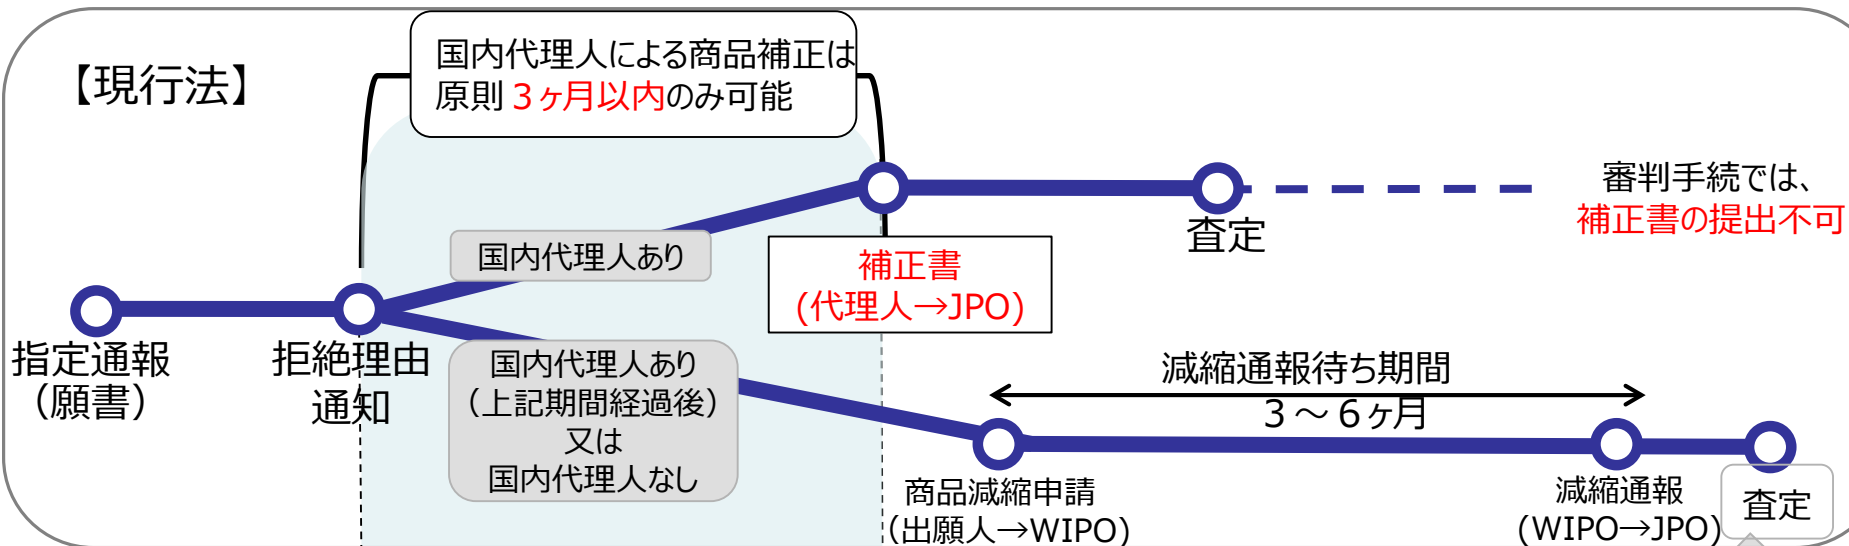 【現行法】
国内代理人による商品補正は
原則３ヶ月以内のみ可能
国内代理人あり
補正書
(代理人→JPO)
査定
審判手続では、
補正書の提出不可
指定通報
（願書）
拒絶理由
通知
国内代理人あり
（上記期間経過後）
又は
国内代理人なし
減縮通報待ち期間
３～６ヶ月
商品減縮申請
(出願人→WIPO)
減縮通報
(WIPO→JPO)
査定